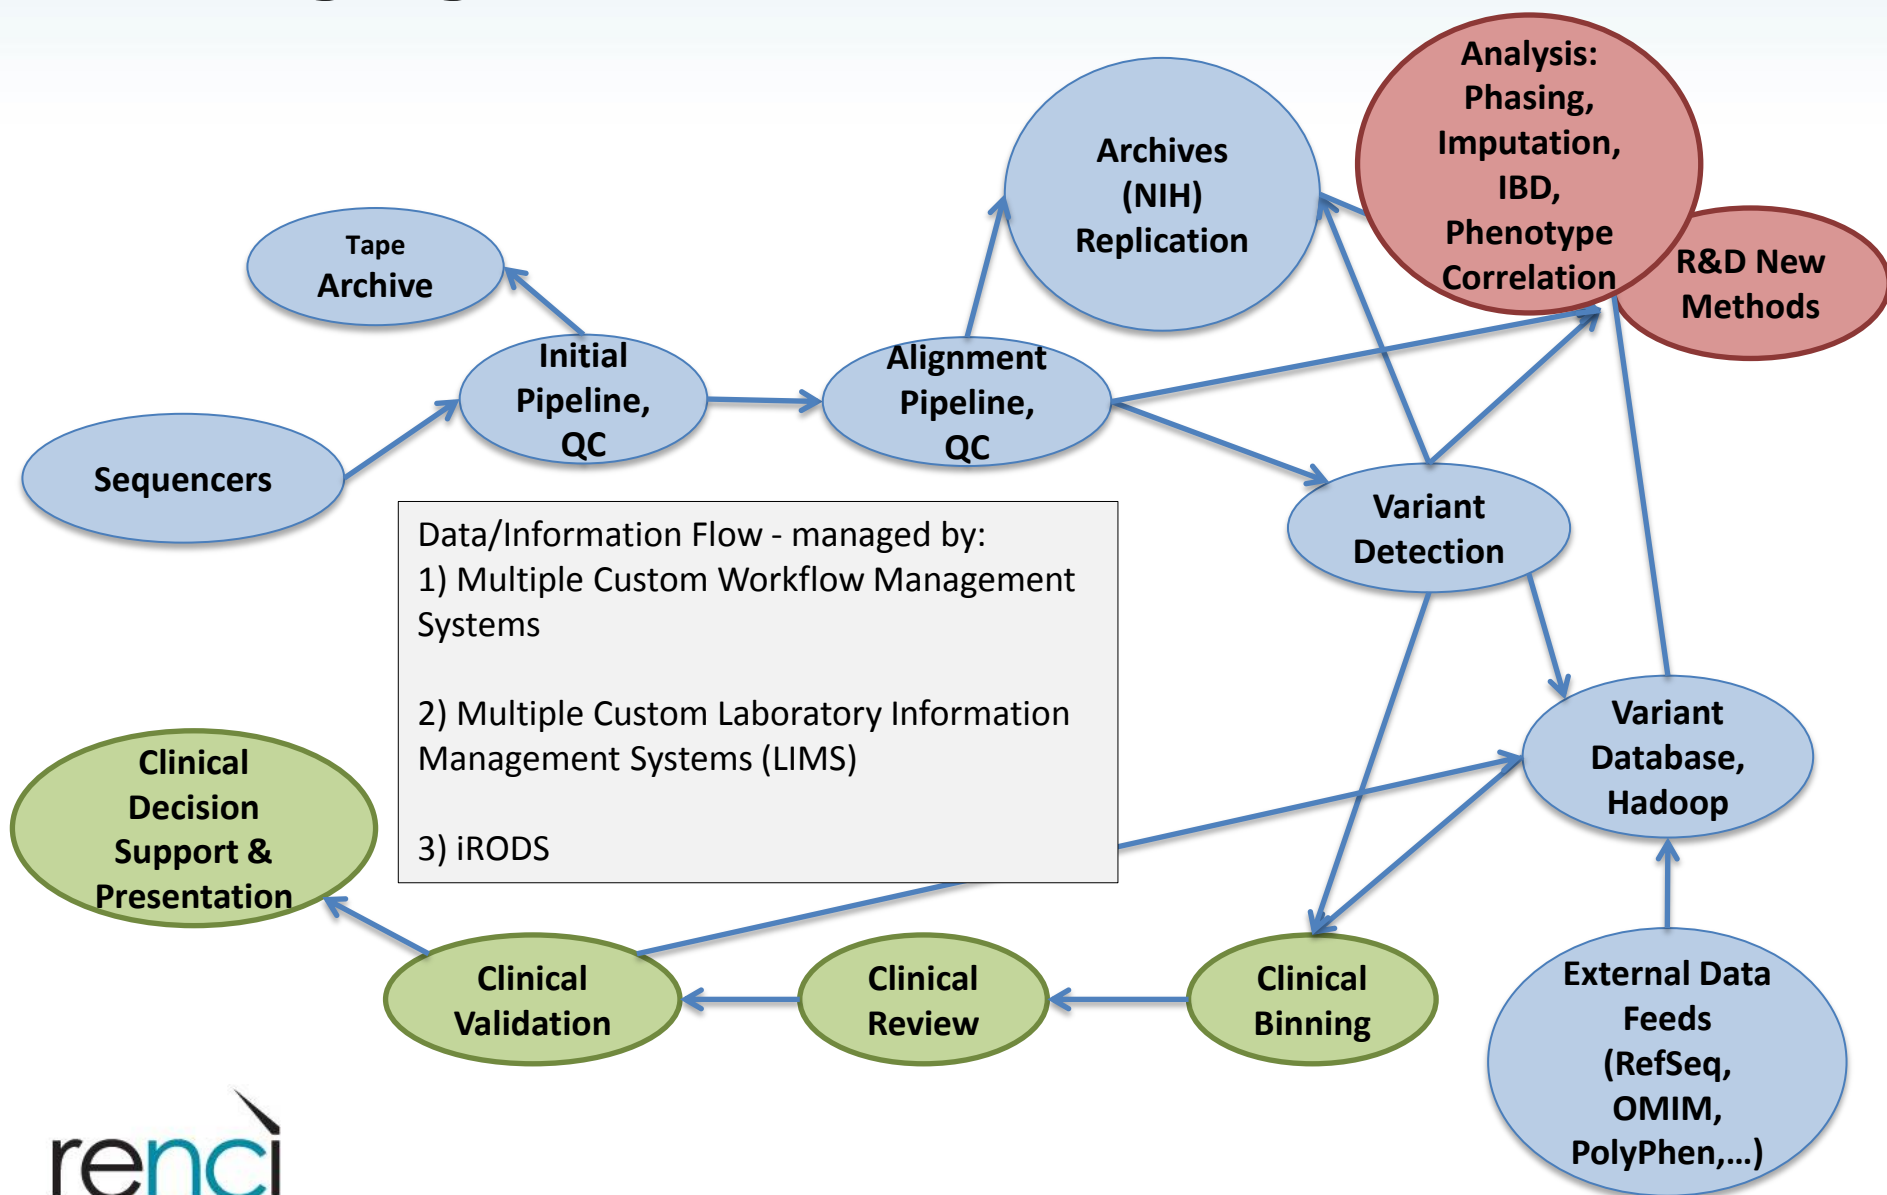 Analysis:
Phasing,
Imputation,
IBD,
Phenotype
Correlation
R&D New
Methods
Archives
(NIH)
Replication
Tape
Archive
Initial
Pipeline,
QC
Alignment
Pipeline,
QC
Sequencers
Variant
Detection
Data/Information Flow - managed by:
1) Multiple Custom Workflow Management
Systems
2) Multiple Custom Laboratory Information
Management Systems (LIMS)
3) iRODS
Variant
Database,
Hadoop
Clinical
Decision
Support &
Presentation
Clinical
Validation
Clinical
Review
Clinical
Binning
External Data
Feeds
(RefSeq,
OMIM,
PolyPhen,...)
renci